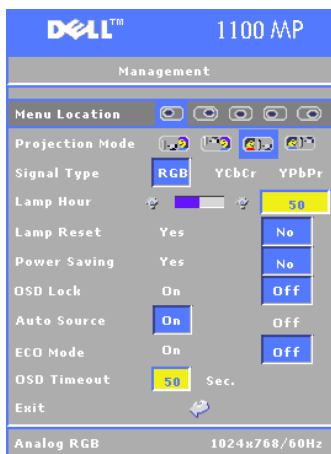 DELL™ 1100 MP
Management
Menu Location
Projection Mode
Signal Type RGB YCbCr YPbPr
Lamp Hour 50
Lamp Reset Yes No
Power Saving Yes No
OSD Lock On Off
Auto Source On Off
ECO Mode On Off
OSD Timeout 50 Sec.
Exit
Analog RGB 1024x768/60Hz